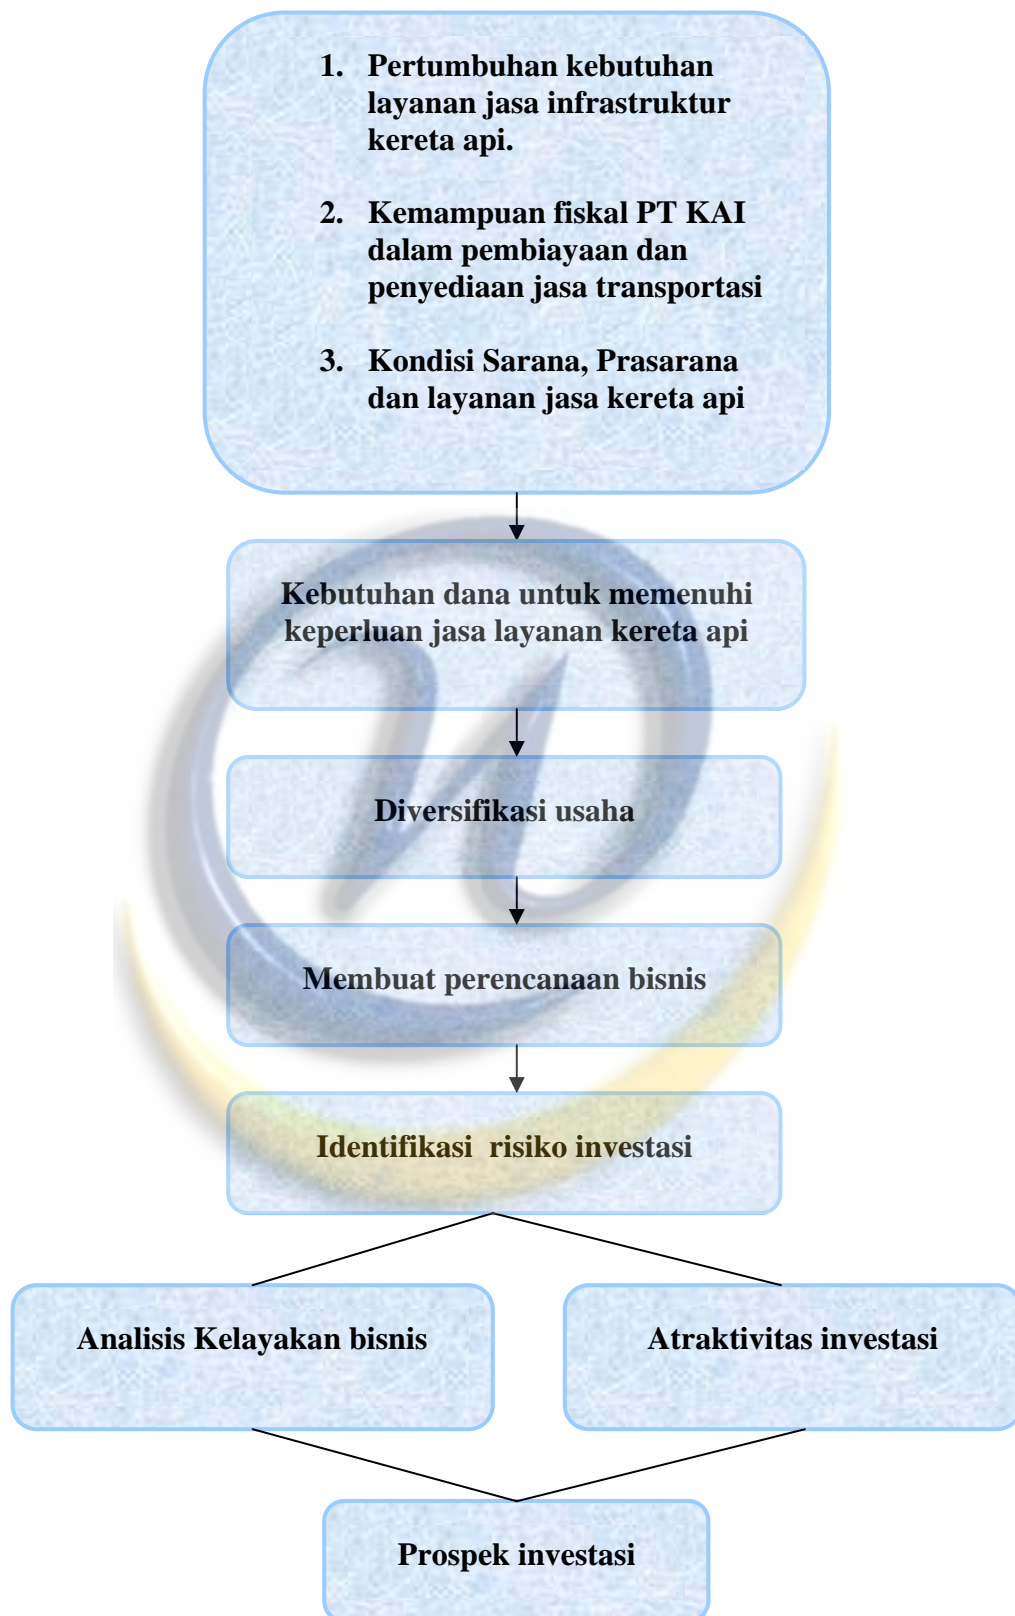 1. Pertumbuhan kebutuhan
layanan jasa infrastruktur
kereta api.
2. Kemampuan fiskal PT KAI
dalam pembiayaan dan
penyediaan jasa transportasi
3. Kondisi Sarana, Prasarana
dan layanan jasa kereta api
Kebutuhan dana untuk memenuhi
keperluan jasa layanan kereta api
Diversifikasi usaha
Membuat perencanaan bisnis
Identifikasi  risiko investasi
Analisis Kelayakan bisnis
Atraktivitas investasi
Prospek investasi